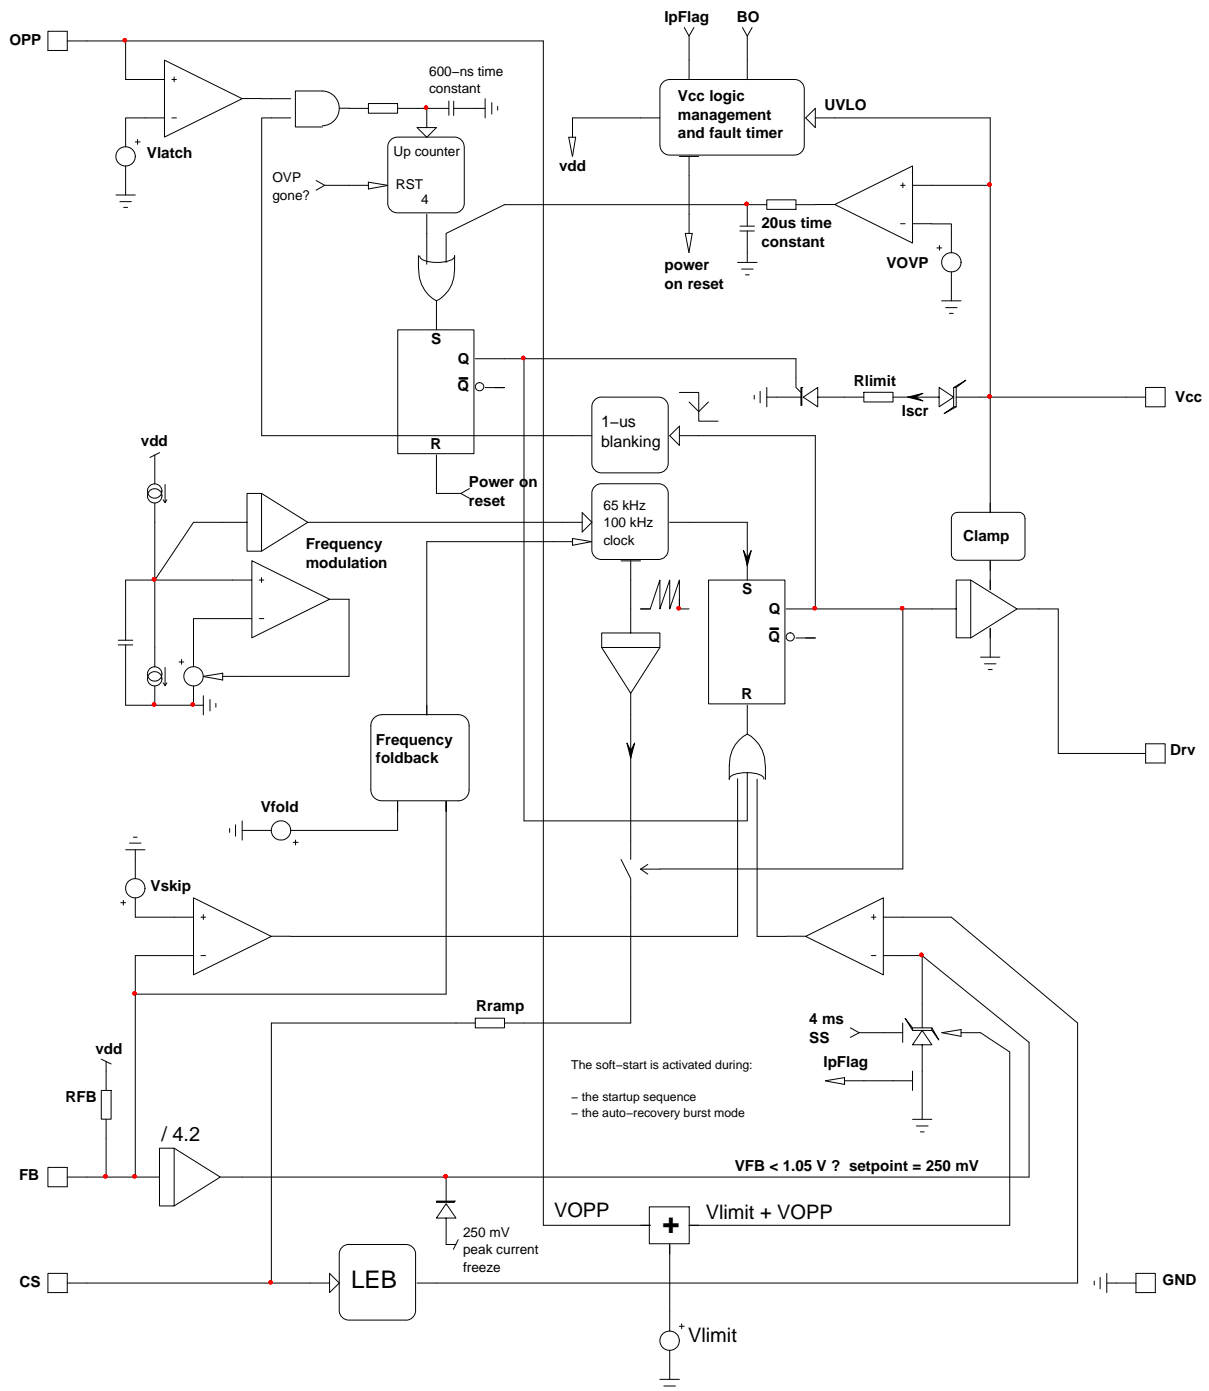 IpFlag
BO
OPP
600−ns time
constant
+
−
+
Vlatch
Vcc logic
management
and fault timer
UVLO
vdd
Up counter
RST
4
OVP
gone?
20us time
constant
+
−
+
VOVP
power
on reset
S
Q
Q
R
Rlimit
Iscr
Vcc
1−us
blanking
vdd
Power on
reset
65 kHz
100 kHz
clock
Frequency
modulation
+
−
+
Clamp
S
Q
Q
R
Frequency
foldback
Drv
Vfold
+
Vskip
+
+
−
+
−
Rramp
4 ms
SS
IpFlag
vdd
RFB
The soft−start is activated during:
− the startup sequence
− the auto−recovery burst mode
/ 4.2
FB
VFB < 1.05 V ? setpoint = 250 mV
VOPP
+
Vlimit + VOPP
250 mV
peak current
freeze
CS
LEB
GND
+
Vlimit